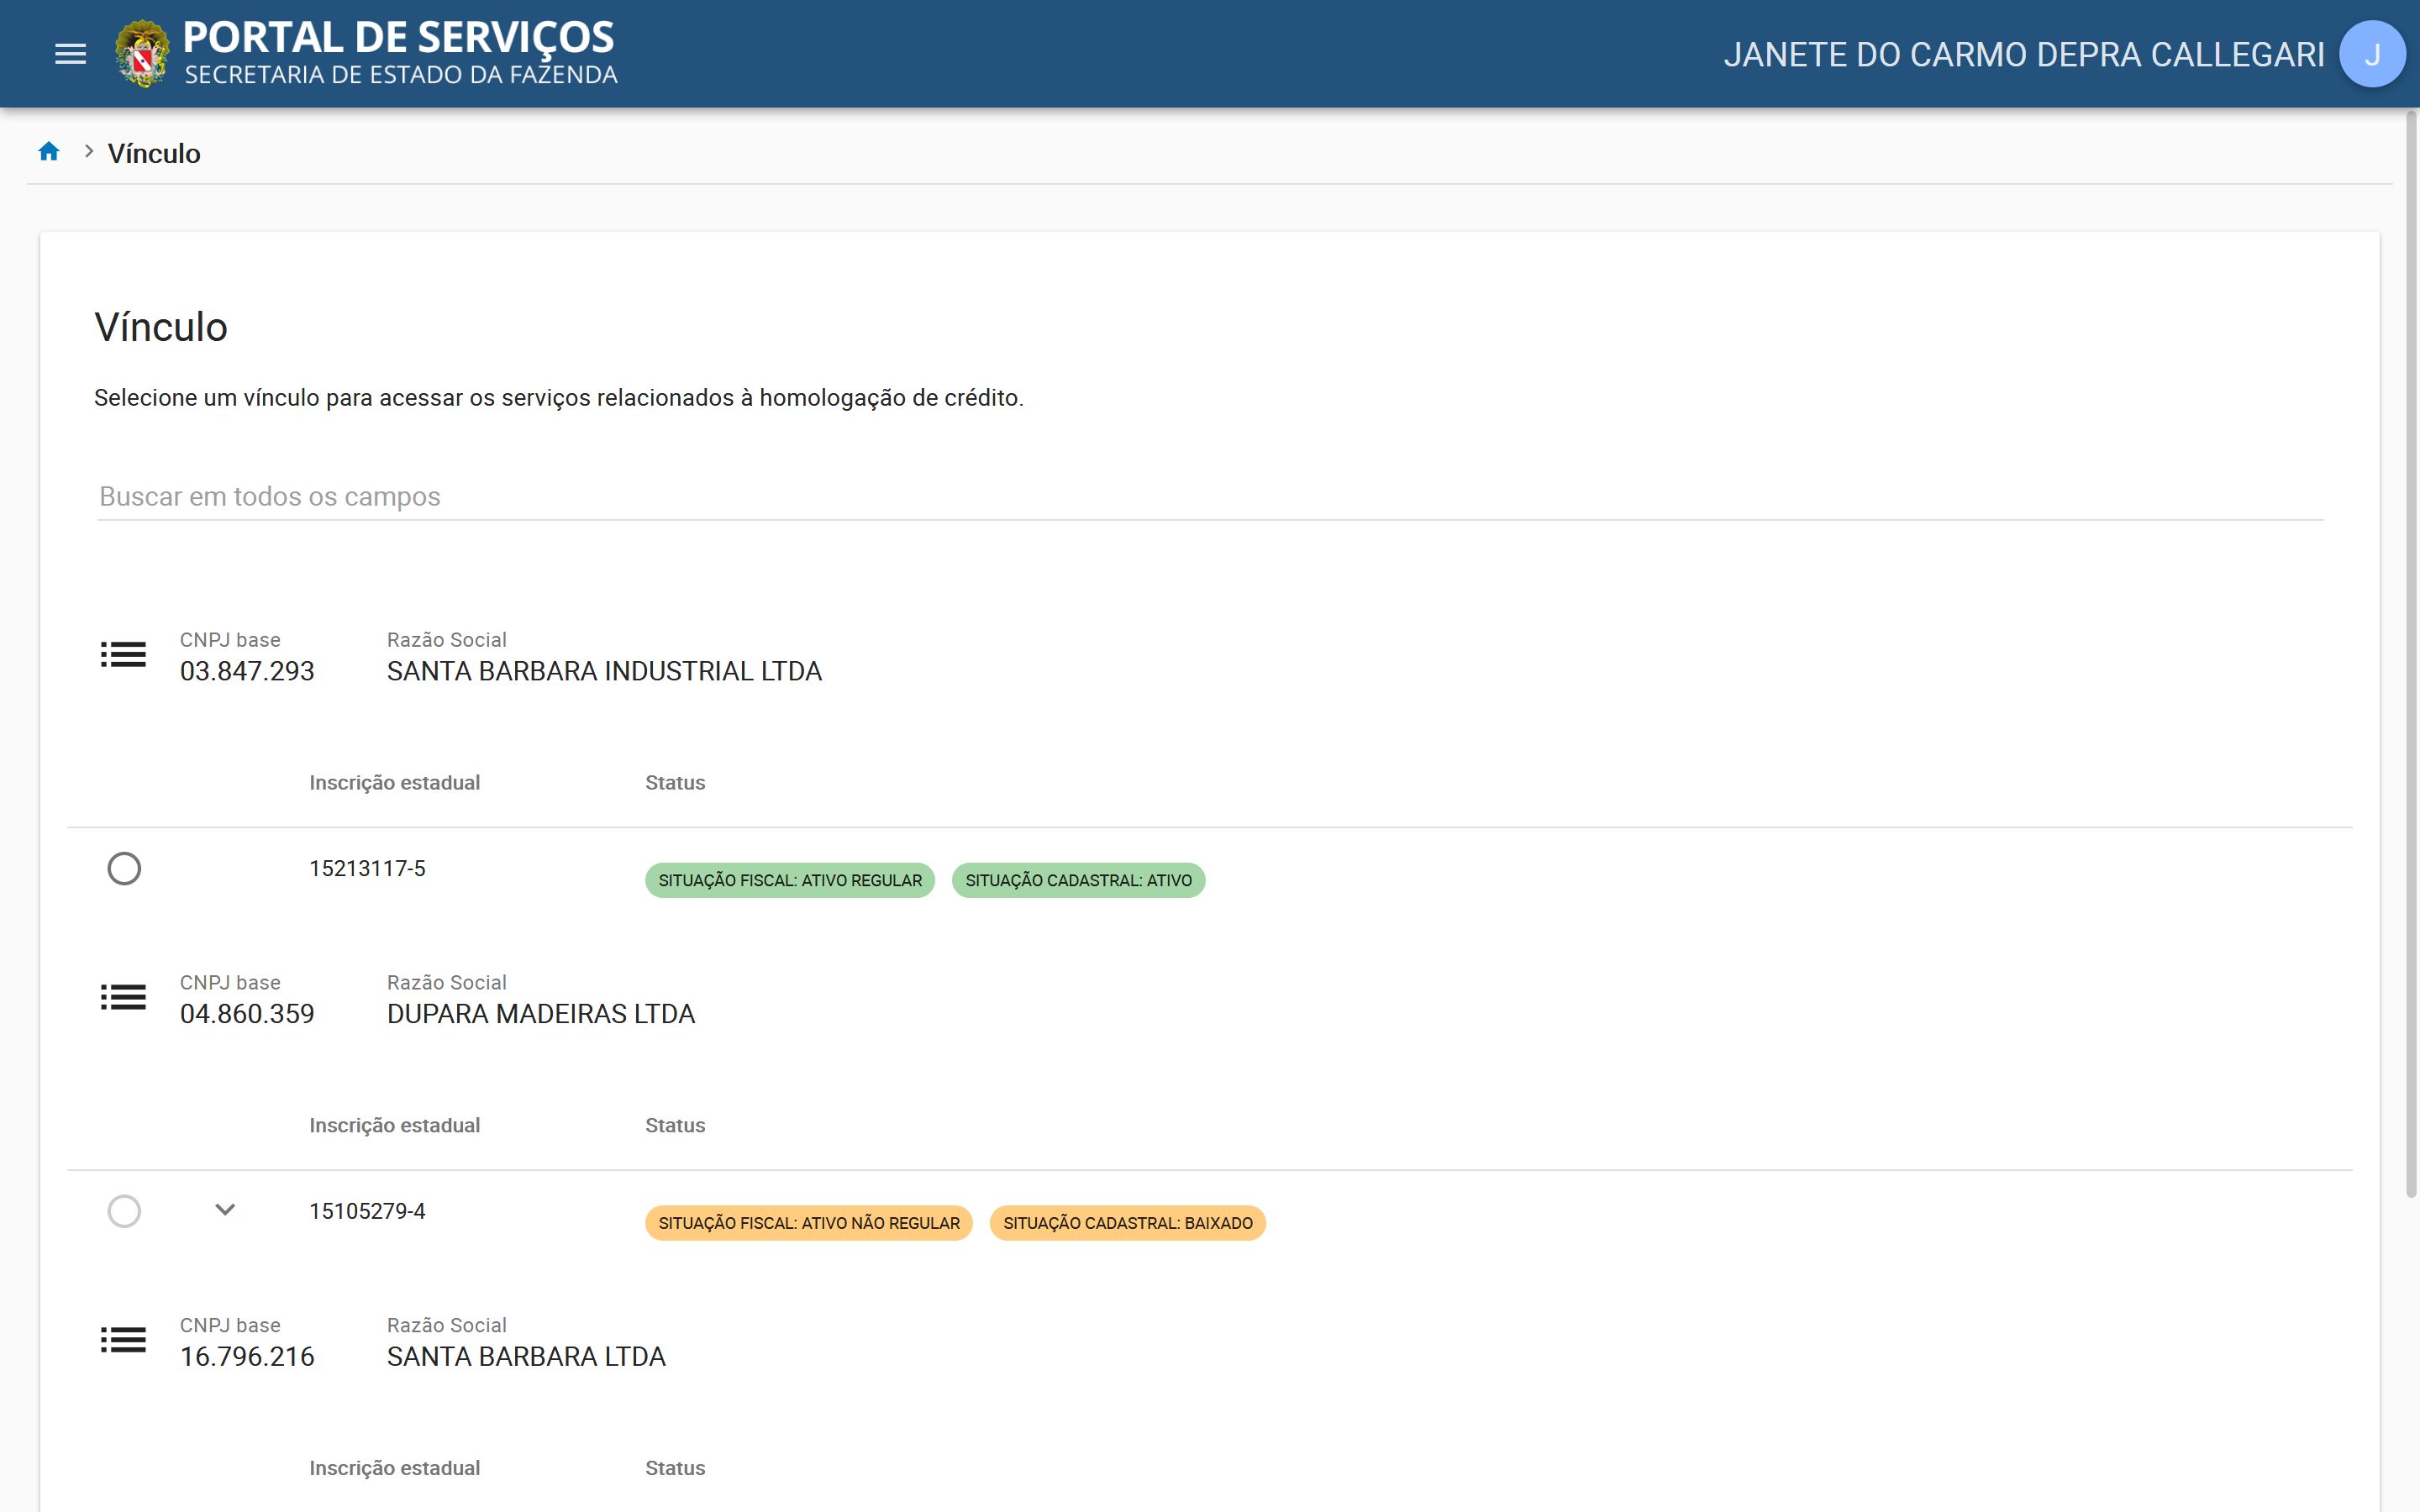 PORTAL DE SERVIÇOS
SECRETARIA DE ESTADO DA FAZENDA
JANETE DO CARMO DEPRA CALLEGARI
J
Vínculo
Vínculo
Selecione um vínculo para acessar os serviços relacionados à homologação de crédito.
Buscar em todos os campos
CNPJ base Razão Social
03.847.293 SANTA BARBARA INDUSTRIAL LTDA
Inscrição estadual Status
15213117-5 SITUAÇÃO FISCAL: ATIVO REGULAR SITUAÇÃO CADASTRAL: ATIVO
CNPJ base Razão Social
04.860.359 DUPARA MADEIRAS LTDA
Inscrição estadual Status
15105279-4 SITUAÇÃO FISCAL: ATIVO NÃO REGULAR SITUAÇÃO CADASTRAL: BAIXADO
CNPJ base Razão Social
16.796.216 SANTA BARBARA LTDA
Inscrição estadual Status